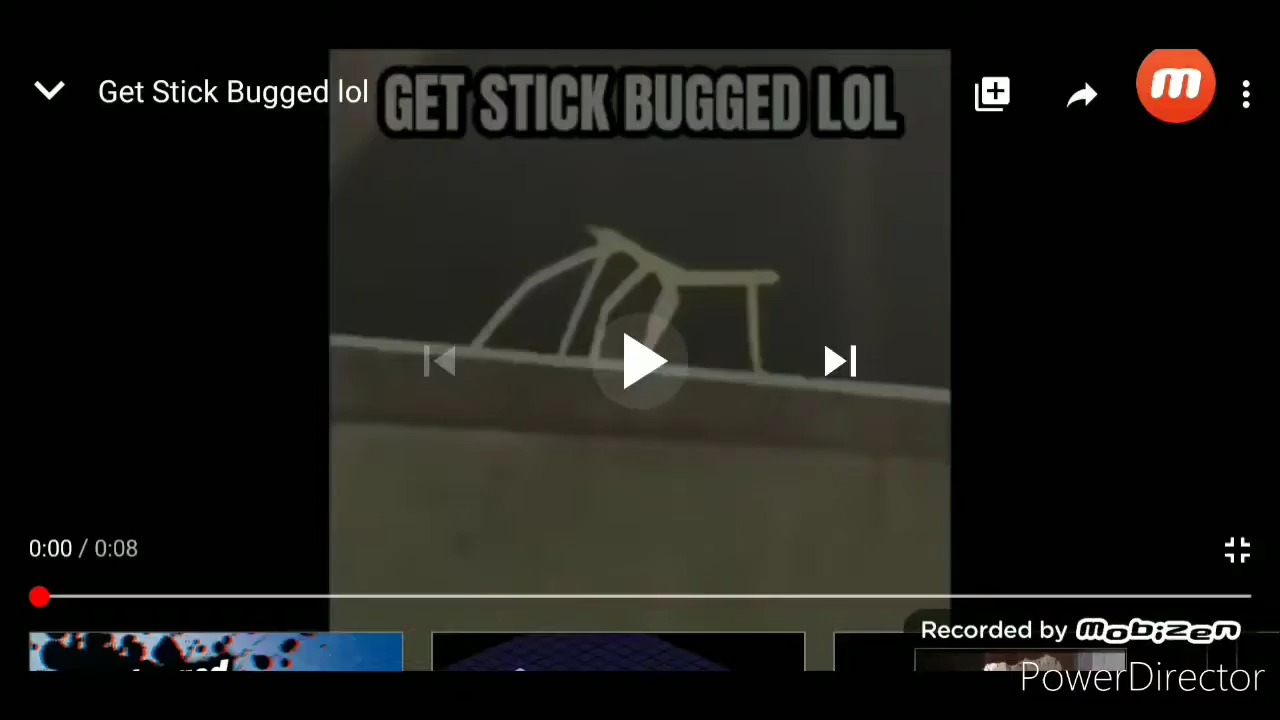 Get Stick Bugged lol
GET STICK BUGGED LOL
m
0:00 / 0:08
Recorded by mobizen
PowerDirector